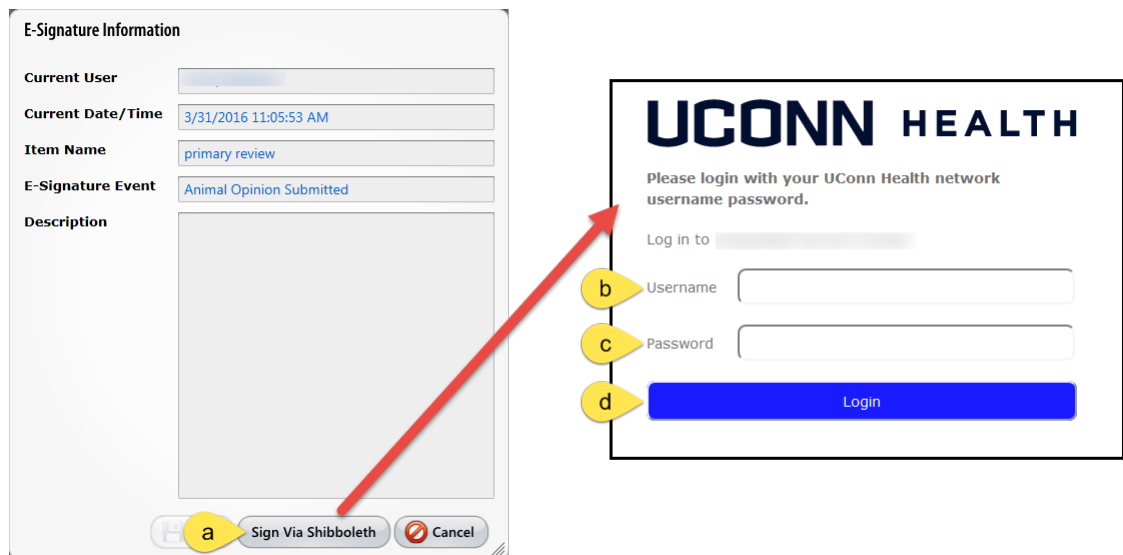 E-Signature Information
Current User
Current Date/Time 3/31/2016 11:05:53 AM
Item Name primary review
E-Signature Event Animal Opinion Submitted
Description
a Sign Via Shibboleth Cancel
UCONN HEALTH
Please login with your UConn Health network
username password.
Log in to
b Username
c Password
d Login